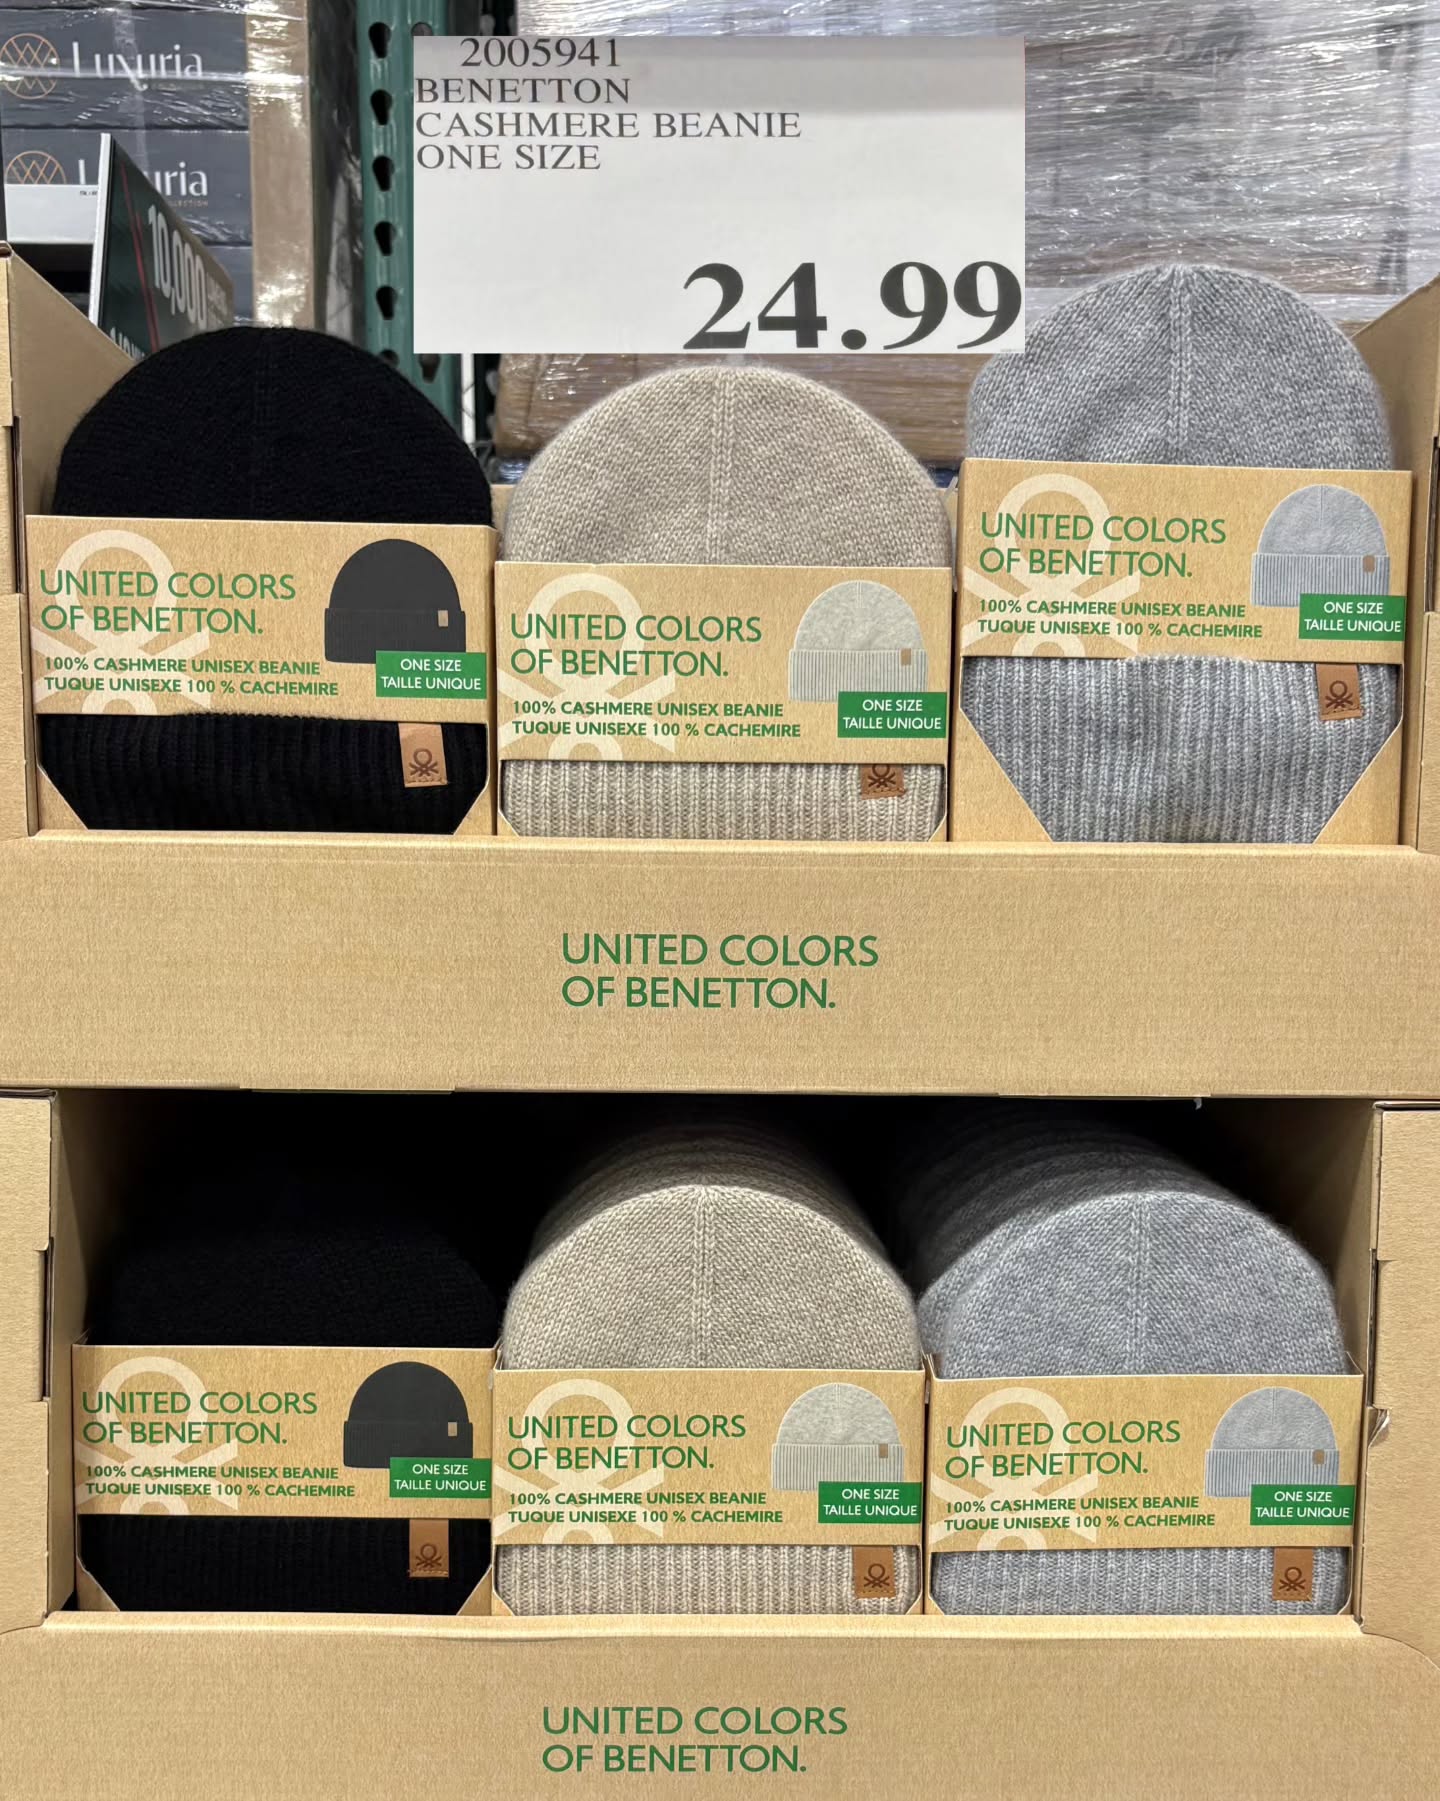 Luxuria
uria
10,000
2005941
BENETTON
CASHMERE BEANIE
ONE SIZE
24.99
UNITED COLORS
OF BENETTON.
100% CASHMERE UNISEX BEANIE
TUQUE UNISEXE 100 % CACHEMIRE
ONE SIZE
TAILLE UNIQUE
UNITED COLORS
OF BENETTON.
100% CASHMERE UNISEX BEANIE
TUQUE UNISEXE 100 % CACHEMIRE
ONE SIZE
TAILLE UNIQUE
UNITED COLORS
OF BENETTON.
100% CASHMERE UNISEX BEANIE
TUQUE UNISEXE 100 % CACHEMIRE
ONE SIZE
TAILLE UNIQUE
UNITED COLORS
OF BENETTON.
UNITED COLORS
OF BENETTON.
100% CASHMERE UNISEX BEANIE
TUQUE UNISEXE 100 % CACHEMIRE
ONE SIZE
TAILLE UNIQUE
UNITED COLORS
OF BENETTON.
100% CASHMERE UNISEX BEANIE
TUQUE UNISEXE 100 % CACHEMIRE
ONE SIZE
TAILLE UNIQUE
UNITED COLORS
OF BENETTON.
100% CASHMERE UNISEX BEANIE
TUQUE UNISEXE 100 % CACHEMIRE
ONE SIZE
TAILLE UNIQUE
UNITED COLORS
OF BENETTON.